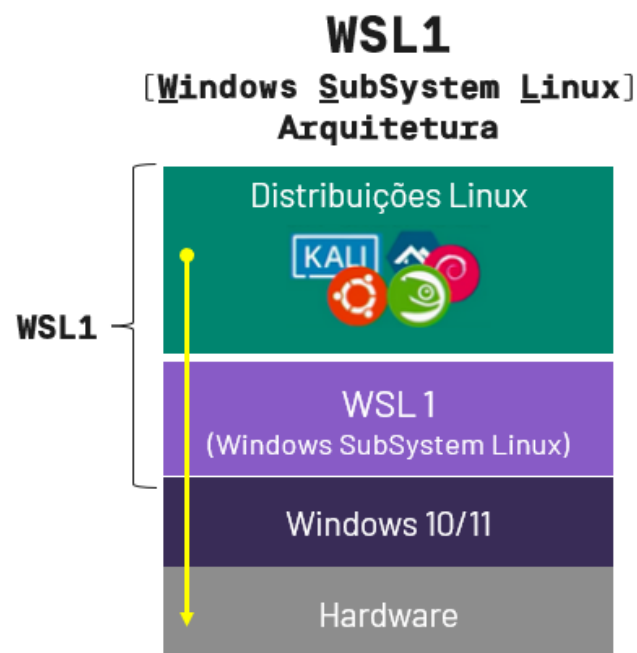 WSL1
[Windows SubSystem Linux]
Arquitetura
Distribuições Linux
KALI
WSL1
WSL 1
(Windows SubSystem Linux)
Windows 10/11
Hardware